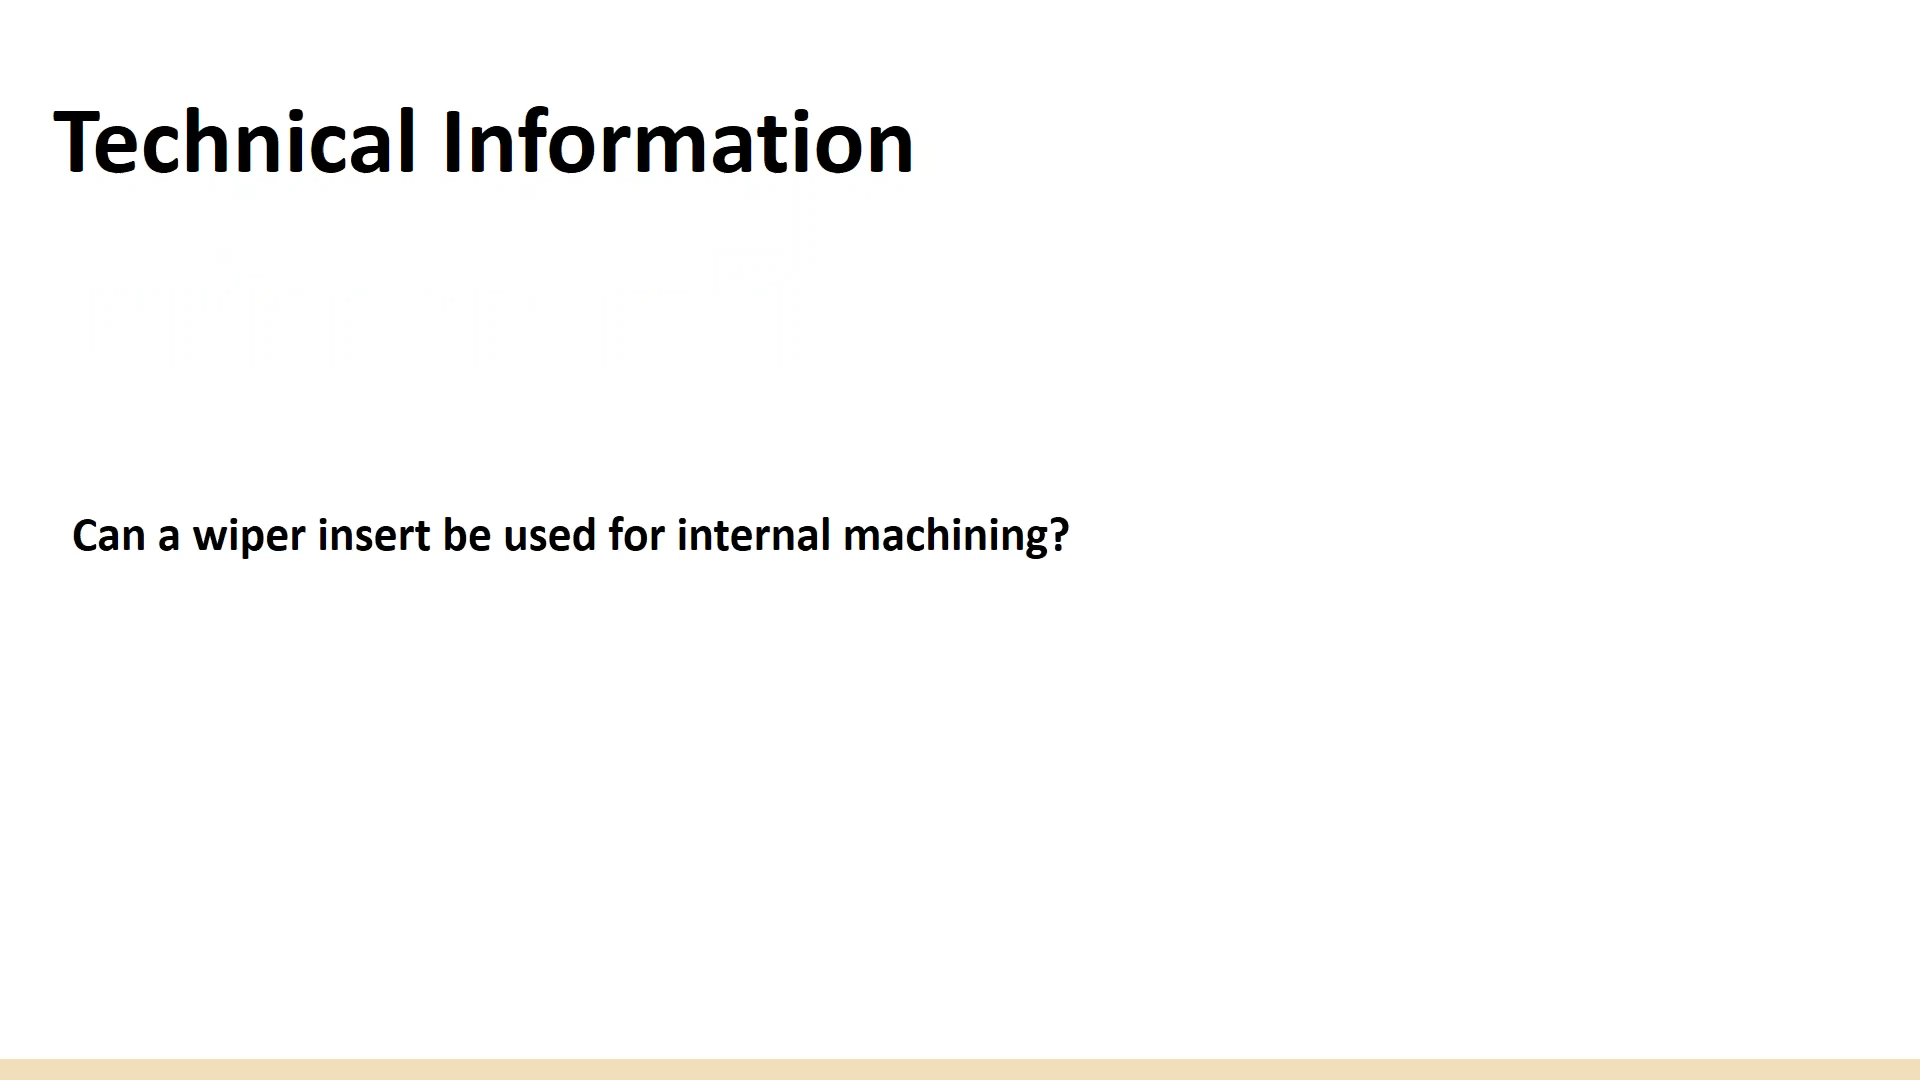 Technical Information
Can a wiper insert be used for internal machining?